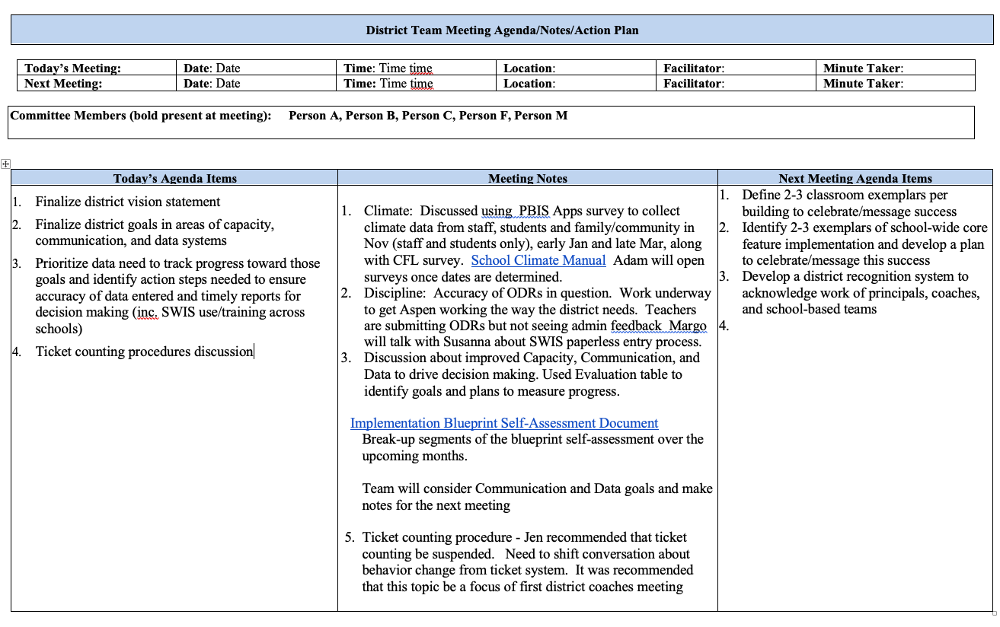 District Team Meeting Agenda/Notes/Action Plan
Today’s Meeting: Date: Date Time: Time time Location: Facilitator: Minute Taker:
Next Meeting: Date: Date Time: Time time Location: Facilitator: Minute Taker:
Committee Members (bold present at meeting): Person A, Person B, Person C, Person F, Person M
Today’s Agenda Items
1. Finalize district vision statement
2. Finalize district goals in areas of capacity,
communication, and data systems
3. Prioritize data need to track progress toward those
goals and identify action steps needed to ensure
accuracy of data entered and timely reports for
decision making (inc. SWIS use/training across
schools)
4. Ticket counting procedures discussion
Meeting Notes
1. Climate: Discussed using PBIS Apps survey to collect
climate data from staff, students and family/community in
Nov (staff and students only), early Jan and late Mar, along
with CFL survey. School Climate Manual Adam will open
surveys once dates are determined.
2. Discipline: Accuracy of ODRs in question. Work underway
to get Aspen working the way the district needs. Teachers
are submitting ODRs but not seeing admin feedback Margo
will talk with Susanna about SWIS paperless entry process.
3. Discussion about improved Capacity, Communication, and
Data to drive decision making. Used Evaluation table to
identify goals and plans to measure progress.
Implementation Blueprint Self-Assessment Document
Break-up segments of the blueprint self-assessment over the
upcoming months.
Team will consider Communication and Data goals and make
notes for the next meeting
5. Ticket counting procedure - Jen recommended that ticket
counting be suspended. Need to shift conversation about
behavior change from ticket system. It was recommended
that this topic be a focus of first district coaches meeting
Next Meeting Agenda Items
1. Define 2-3 classroom exemplars per
building to celebrate/message success
2. Identify 2-3 exemplars of school-wide core
feature implementation and develop a plan
to celebrate/message this success
3. Develop a district recognition system to
acknowledge work of principals, coaches,
and school-based teams
4.